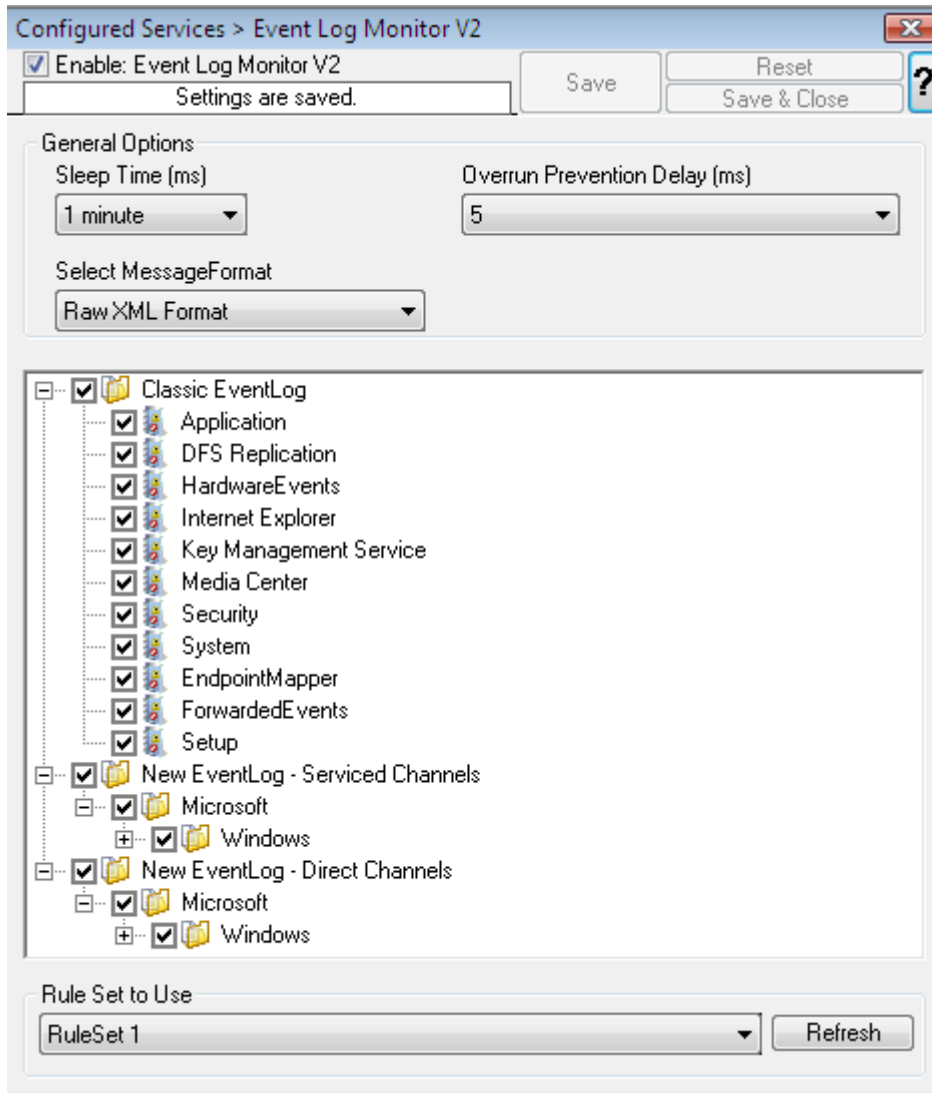 Configured Services > Event Log Monitor V2
Enable: Event Log Monitor V2
Settings are saved.
Save
Reset
Save & Close
?
General Options
Sleep Time (ms)
Overrun Prevention Delay (ms)
1 minute
5
Select MessageFormat
Raw XML Format
Classic EventLog
Application
DFS Replication
HardwareEvents
Internet Explorer
Key Management Service
Media Center
Security
System
EndpointMapper
ForwardedEvents
Setup
New EventLog - Serviced Channels
Microsoft
Windows
New EventLog - Direct Channels
Microsoft
Windows
Rule Set to Use
RuleSet 1
Refresh